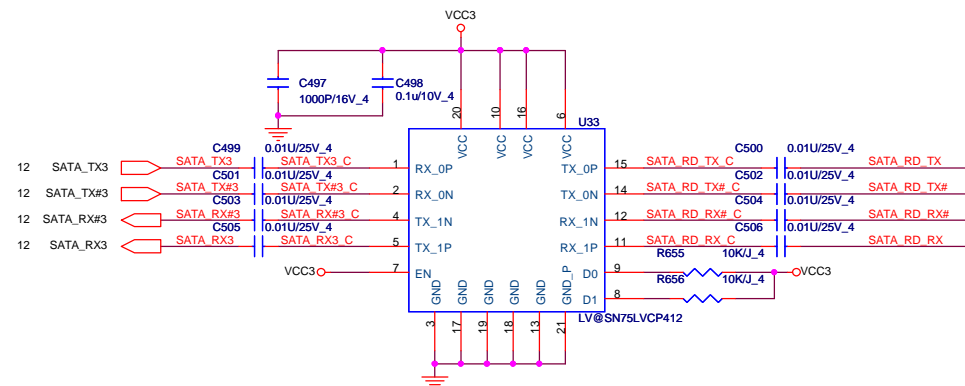 VCC3
C497
1000P/16V_4
C498
0.1u/10V_4
20
10
16
6
U33
VCC
VCC
VCC
VCC
C499 0.01U/25V_4
12 SATA_TX3 SATA_TX3 SATA_TX3_C 1 RX_0P
C501 0.01U/25V_4
12 SATA_TX#3 SATA_TX#3 SATA_TX#3_C 2 RX_0N
C503 0.01U/25V_4
12 SATA_RX#3 SATA_RX#3 SATA_RX#3_C 4 TX_1N
C505 0.01U/25V_4
12 SATA_RX3 SATA_RX3 SATA_RX3_C 5 TX_1P
VCC3 7 EN
C500 0.01U/25V_4
TX_0P 15 SATA_RD_TX_C SATA_RD_TX
C502 0.01U/25V_4
TX_0N 14 SATA_RD_TX#_C SATA_RD_TX#
C504 0.01U/25V_4
RX_1N 12 SATA_RD_RX#_C SATA_RD_RX#
C506 0.01U/25V_4
RX_1P 11 SATA_RD_RX_C SATA_RD_RX
R655 10K/J_4
D0 9 VCC3
R656 10K/J_4
D1 8
GND
GND
GND
GND
GND
GND_P
LV@SN75LVCP412
3
17
19
18
13
21